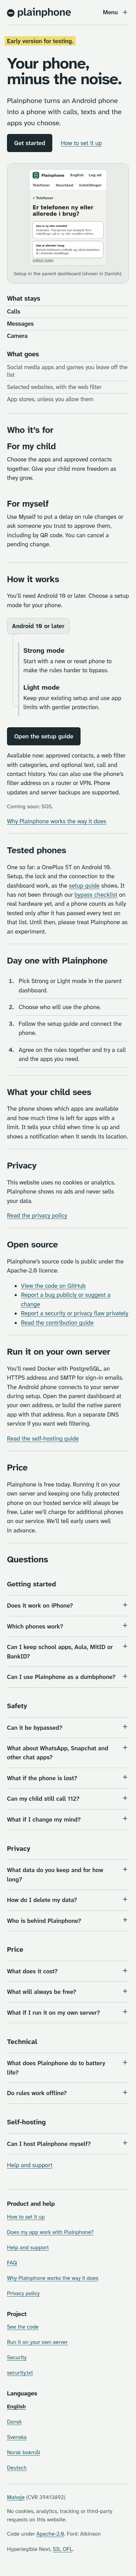 plainphone
Menu +
Early version for testing.
Your phone,
minus the noise.
Plainphone turns an Android phone
into a phone with calls, texts and the
apps you choose.
Get started
How to set it up
Plainphone English Log ud
Telefoner Husstand Indstillinger
‹ Telefoner
Er telefonen ny eller
allerede i brug?
Setup in the parent dashboard (shown in Danish).
What stays
Calls
Messages
Camera
What goes
Social media apps and games you leave off the
list
Selected websites, with the web filter
App stores, unless you allow them
Who it's for
For my child
Choose the apps and approved contacts
together. Give your child more freedom as
they grow.
For myself
Use Myself to put a delay on rule changes or
ask someone you trust to approve them,
including by QR code. You can cancel a
pending change.
How it works
You'll need Android 10 or later. Choose a setup
mode for your phone.
Android 10 or later
Strong mode
Start with a new or reset phone to
make the rules harder to bypass.
Light mode
Keep your existing setup and use app
limits with gentler protection.
Open the setup guide
Available now: approved contacts, a web filter
with categories, and optional text, call and
contact history. You can also use the phone's
filter address on a router or VPN. Phone
updates and server backups are supported.
Coming soon: SOS.
Why Plainphone works the way it does
Tested phones
One so far: a OnePlus 5T on Android 10.
Setup, the lock and the connection to the
dashboard work, as the setup guide shows. It
has not been through our bypass checklist on
real hardware yet, and a phone counts as fully
tested only after it has passed every test on
that list. Until then, please treat Plainphone as
an experiment.
Day one with Plainphone
1. Pick Strong or Light mode in the parent
dashboard.
2. Choose who will use the phone.
3. Follow the setup guide and connect the
phone.
4. Agree on the rules together and try a call
and the apps you need.
What your child sees
The phone shows which apps are available
and how much time is left for apps with a
limit. It tells you if a parent pauses it and
shows a notification when it sends its location.
Privacy
This website uses no cookies or analytics.
Plainphone shows no ads and never sells
your data.
Read the privacy policy
Open source
Plainphone's source code is public under the
Apache-2.0 licence.
View the code on GitHub
Report a bug publicly or suggest a
change
Report a security or privacy flaw privately
Read the contribution guide
Run it on your own server
You'll need Docker with PostgreSQL, an
HTTPS address and SMTP for sign-in emails.
The Android phone connects to your server
during setup. Open the parent dashboard on
your server address, or build the native parent
app with that address. Run a separate DNS
service if you want web filtering.
Read the self-hosting guide
Price
Plainphone is free today. Running it on your
own server and keeping one fully protected
phone on our hosted service will always be
free. Later we'll charge for additional phones
on our service. We'll tell early users well
in advance.
Questions
Getting started
Does it work on iPhone? +
Which phones work? +
Can I keep school apps, Aula, MitID or
BankID? +
Can I use Plainphone as a dumbphone? +
Safety
Can it be bypassed? +
What about WhatsApp, Snapchat and
other chat apps? +
What if the phone is lost? +
Can my child still call 112? +
What if I change my mind? +
Privacy
What data do you keep and for how
long? +
How do I delete my data? +
Who is behind Plainphone? +
Price
What does it cost? +
What will always be free? +
What if I run it on my own server? +
Technical
What does Plainphone do to battery
life? +
Do rules work offline? +
Self-hosting
Can I host Plainphone myself? +
Help and support
Product and help
How to set it up
Does my app work with Plainphone?
Help and support
FAQ
Why Plainphone works the way it does
Privacy policy
Project
See the code
Run it on your own server
Security
security.txt
Languages
English
Dansk
Svenska
Norsk bokmål
Deutsch
Mahoje (CVR 39413892)
No cookies, analytics, tracking or third-party
requests on this website.
Code under Apache-2.0. Font: Atkinson
Hyperlegible Next, SIL OFL.